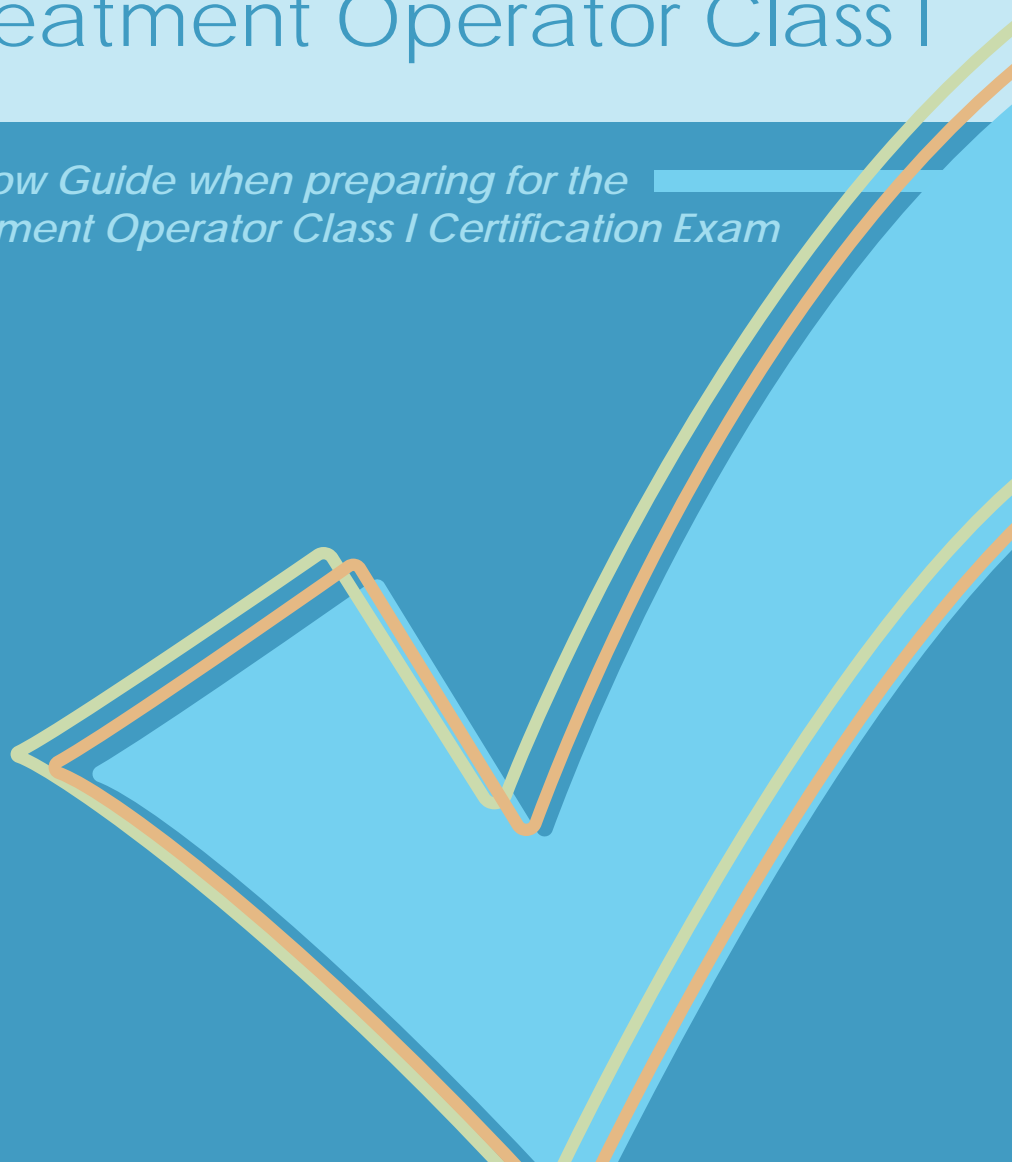 eatment Operator Class I
ow Guide when preparing for the
ment Operator Class I Certification Exam